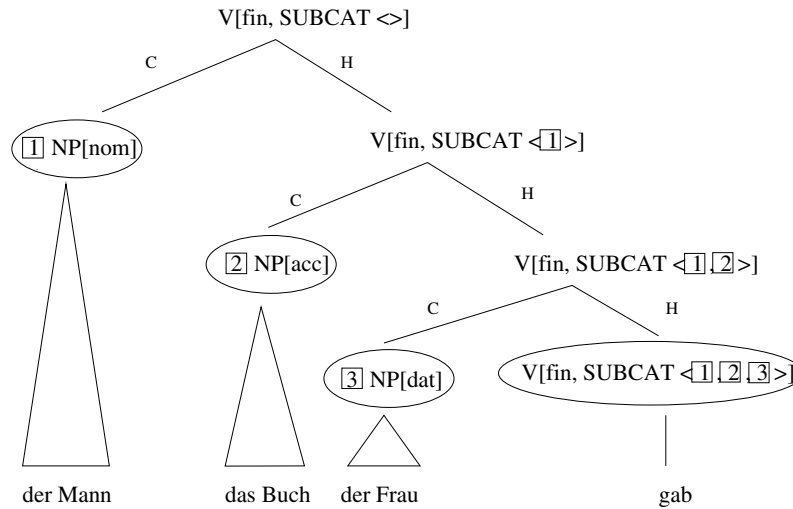 V[fin, SUBCAT <>]
C H
1 NP[nom] V[fin, SUBCAT <1>]
C H
2 NP[acc] V[fin, SUBCAT <1,2>]
C H
3 NP[dat] V[fin, SUBCAT <1,2,3>]
der Mann das Buch der Frau gab